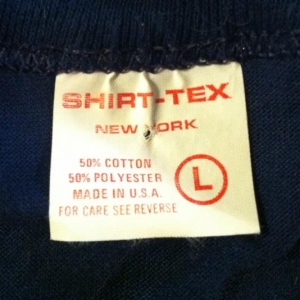 SHIRT-TEX
NEW YORK
50% COTTON
50% POLYESTER
MADE IN U.S.A.
FOR CARE SEE REVERSE
L